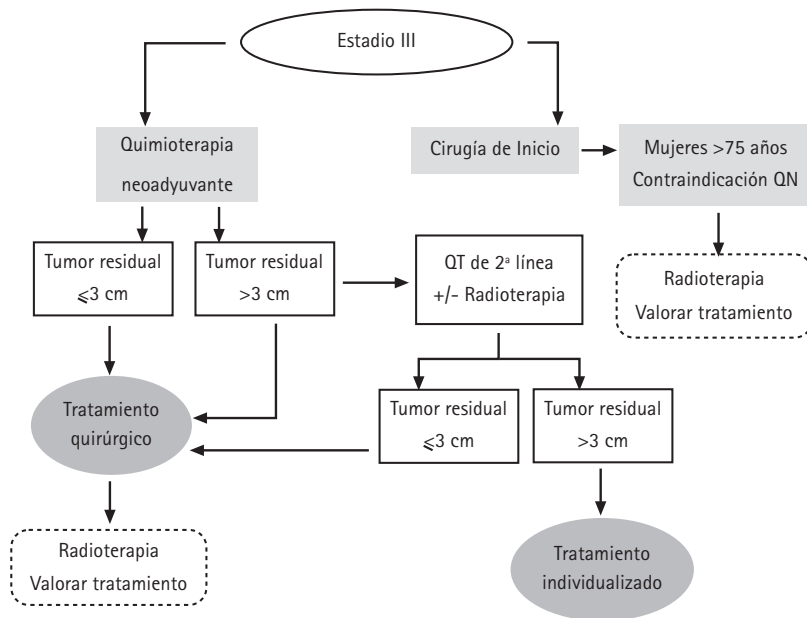 Estadio III
Quimioterapia
neoadyuvante
Cirugía de Inicio
Mujeres >75 años
Contraindicación QN
Tumor residual
⩽3 cm
Tumor residual
>3 cm
QT de 2ª línea
+/- Radioterapia
Radioterapia
Valorar tratamiento
Tratamiento
quirúrgico
Tumor residual
⩽3 cm
Tumor residual
>3 cm
Radioterapia
Valorar tratamiento
Tratamiento
individualizado